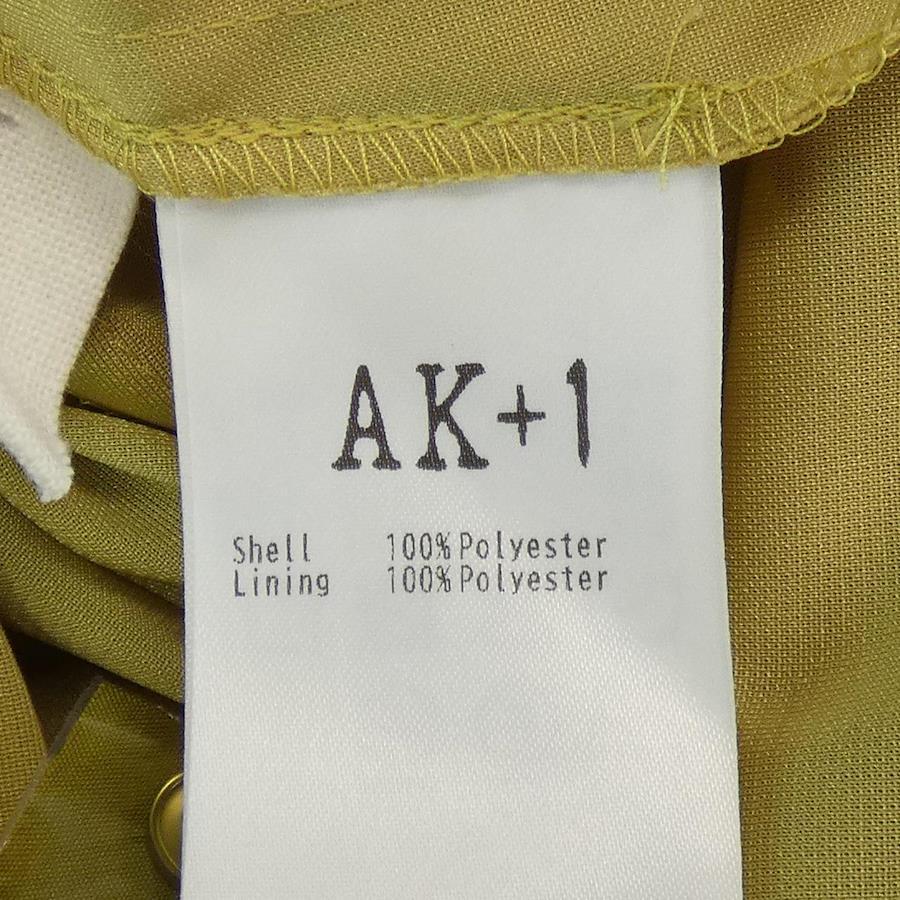 AK+1
Shell 100% Polyester
Lining 100% Polyester